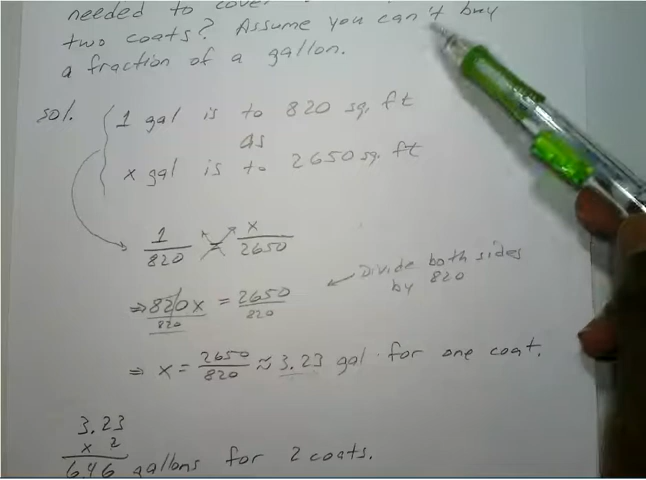 needed to cover
two coats? Assume you can't buy
a fraction of a gallon.
sol. 1 gal is to 820 sq. ft
as
x gal is to 2650 sq. ft
1/820 = x/2650
⇒ 820x/820 = 2650/820 ← Divide both sides
by 820
⇒ x = 2650/820 ≈ 3.23 gal for one coat.
3.23
x 2
6.46 gallons for 2 coats.